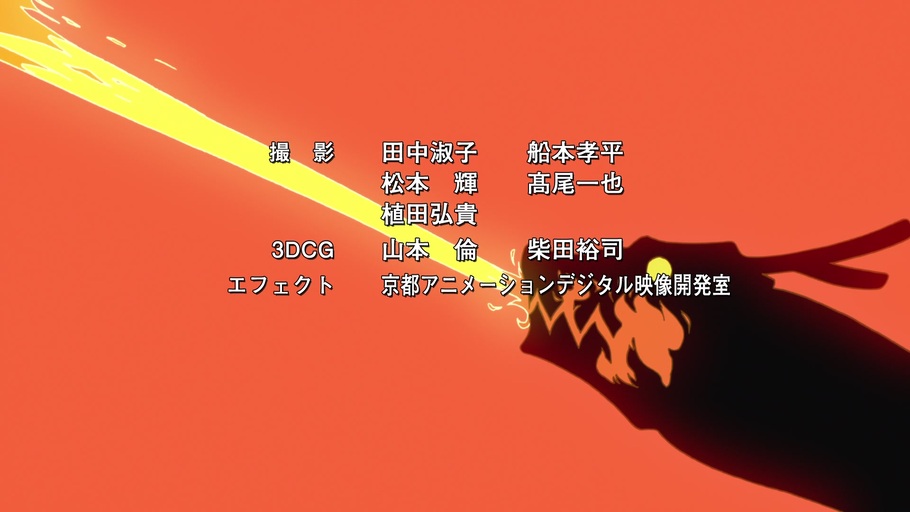 撮　影　田中淑子　船本孝平
松本　輝　髙尾一也
植田弘貴
3DCG　山本　倫　柴田裕司
エフェクト　京都アニメーションデジタル映像開発室